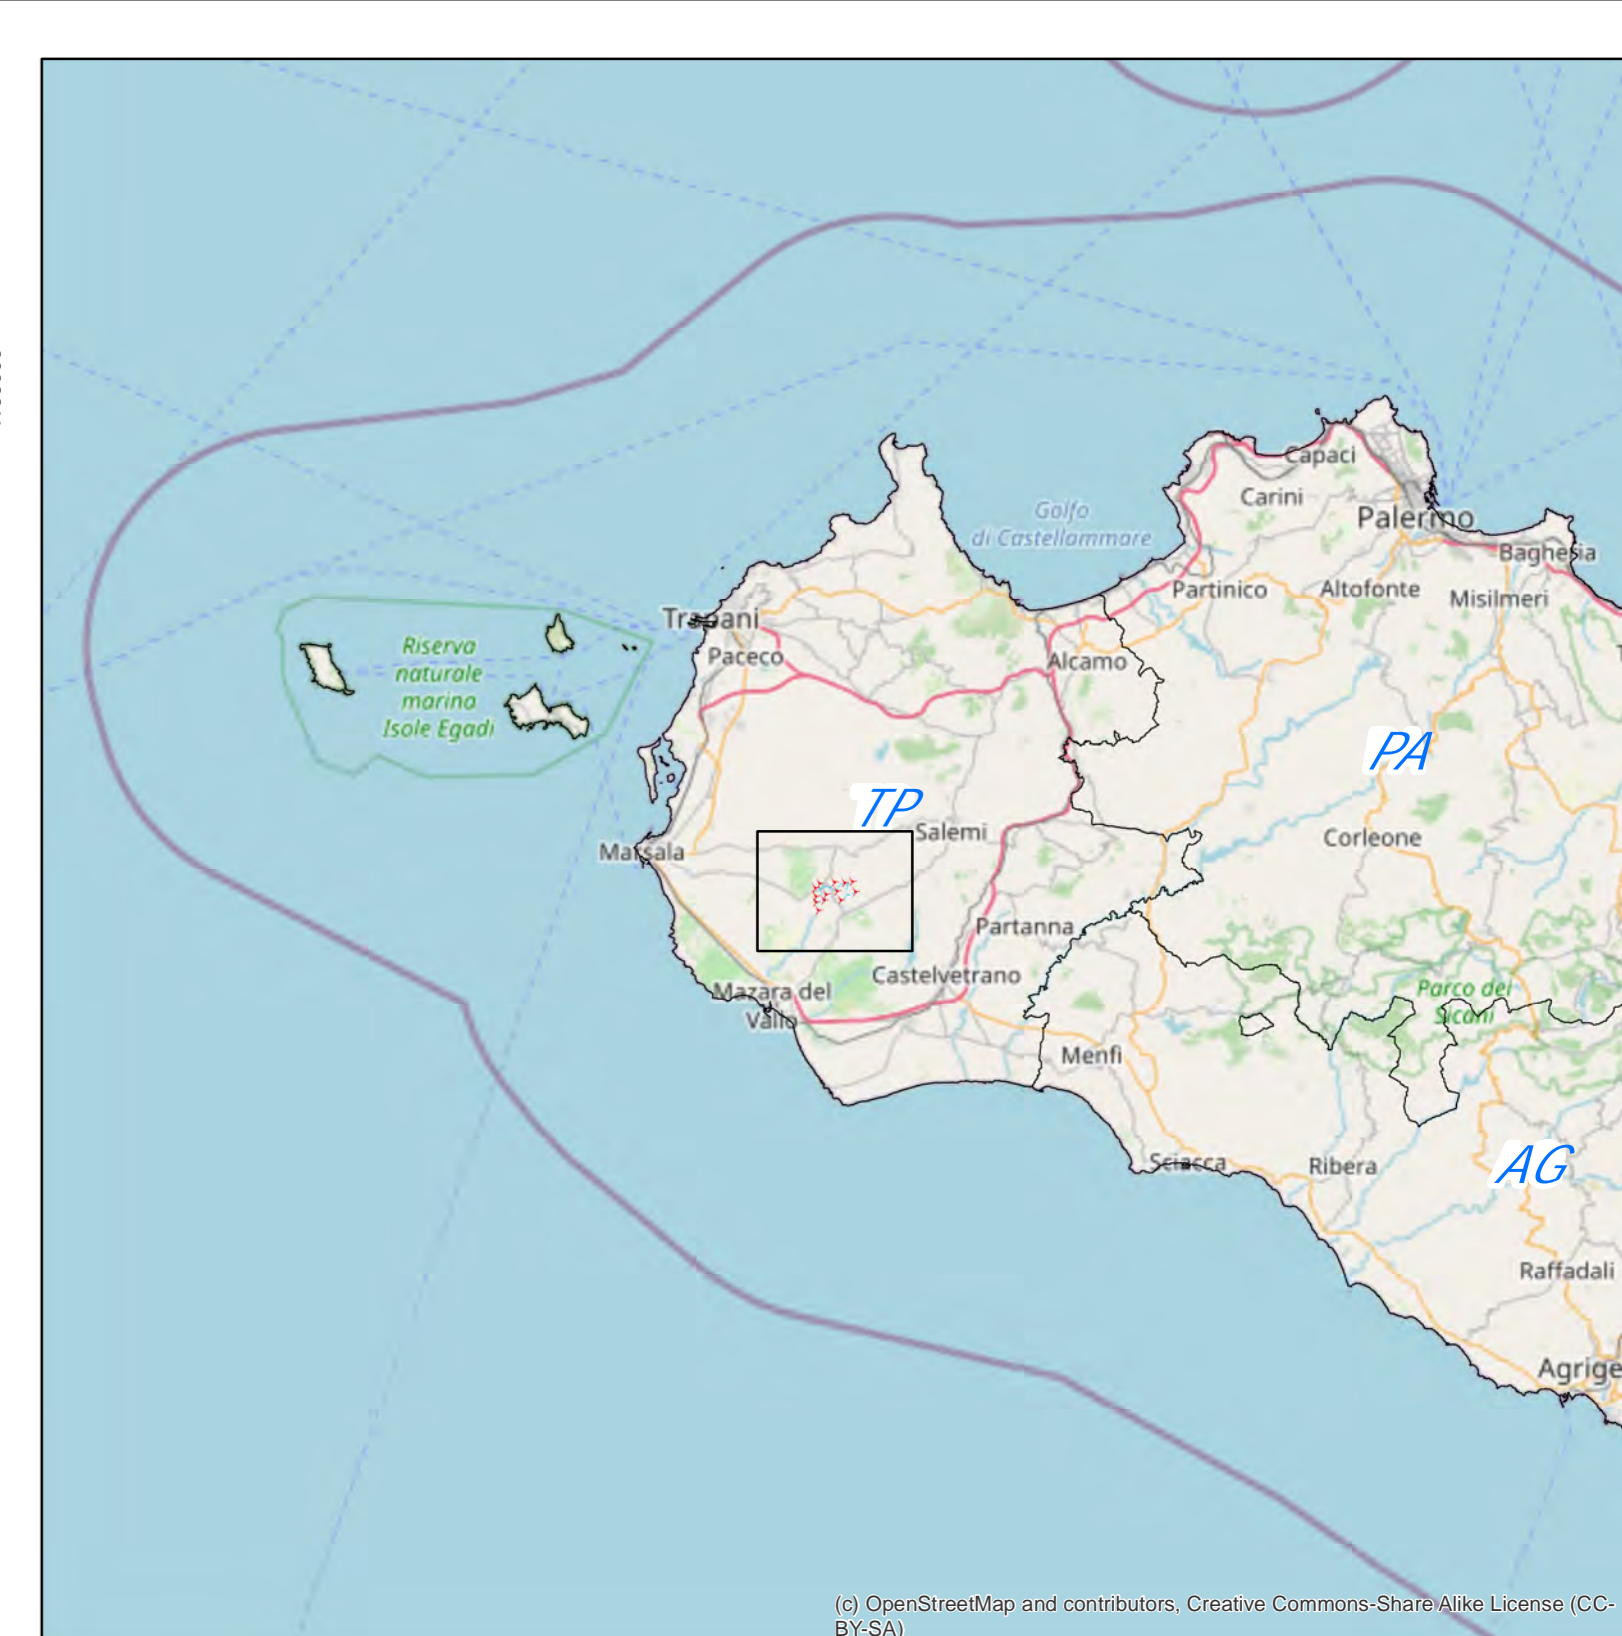 Golfo
di Castellammare
Capaci
Carini
Palermo
Bagheria
Partinico
Altofonte
Misilmeri
Trapani
Paceco
Alcamo
Riserva
naturale
marina
Isole Egadi
PA
TP
Salemi
Corleone
Marsala
Partanna
Castelvetrano
Mazara del
Vallo
Parco dei
Sicani
Menfi
Sciacca
Ribera
AG
Raffadali
Agrige
(c) OpenStreetMap and contributors, Creative Commons-Share Alike License (CC-
BY-SA)